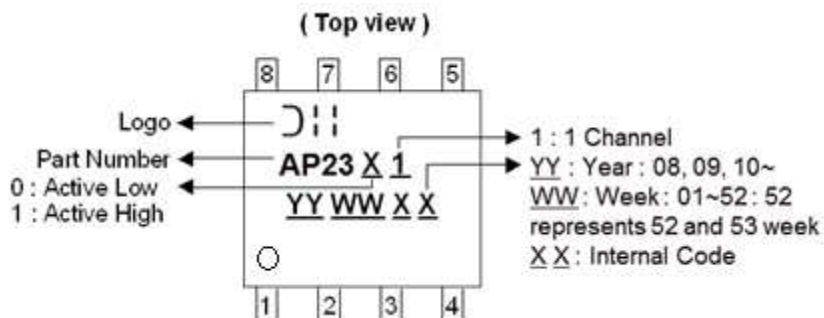 ( Top view )
8 7 6 5
Logo
Part Number
0 : Active Low
1 : Active High
AP23 X 1
YY WW X X
1 : 1 Channel
YY : Year : 08, 09, 10~
WW : Week : 01~52 : 52
represents 52 and 53 week
X X : Internal Code
1 2 3 4